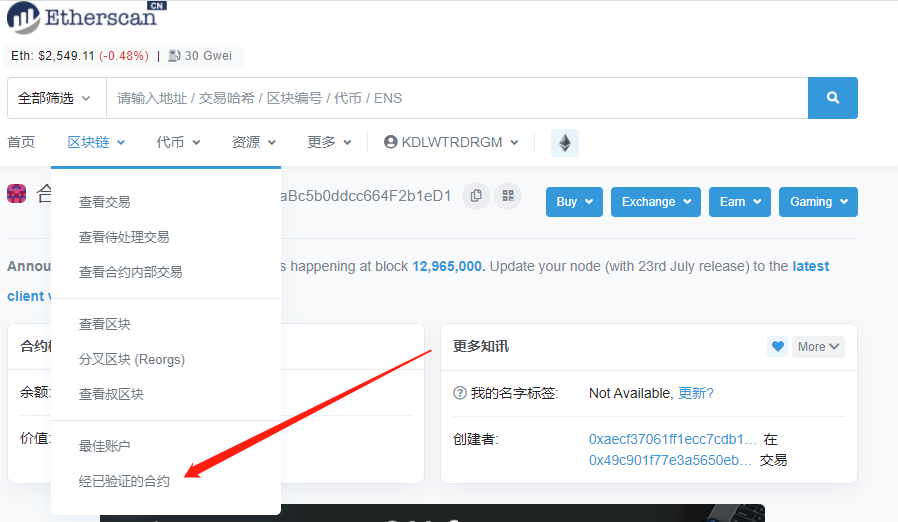 Etherscan CN
Eth: $2,549.11 (-0.48%) | 30 Gwei
全部筛选 请输入地址 / 交易哈希 / 区块编号 / 代币 / ENS
首页 区块链 代币 资源 更多 KDLWTRDRGM
合 aBc5b0ddcc664F2b1eD1 Buy Exchange Earn Gaming
查看交易
查看待处理交易
查看合约内部交易
查看区块
分叉区块 (Reorgs)
查看叔区块
最佳账户
经已验证的合约
Annou s happening at block 12,965,000. Update your node (with 23rd July release) to the latest
client v
合约
余额:
价值:
更多知讯 More
我的名字标签: Not Available, 更新?
创建者: 0xaecf37061ff1ecc7cdb1... 在
0x49c901f77e3a5650eb... 交易